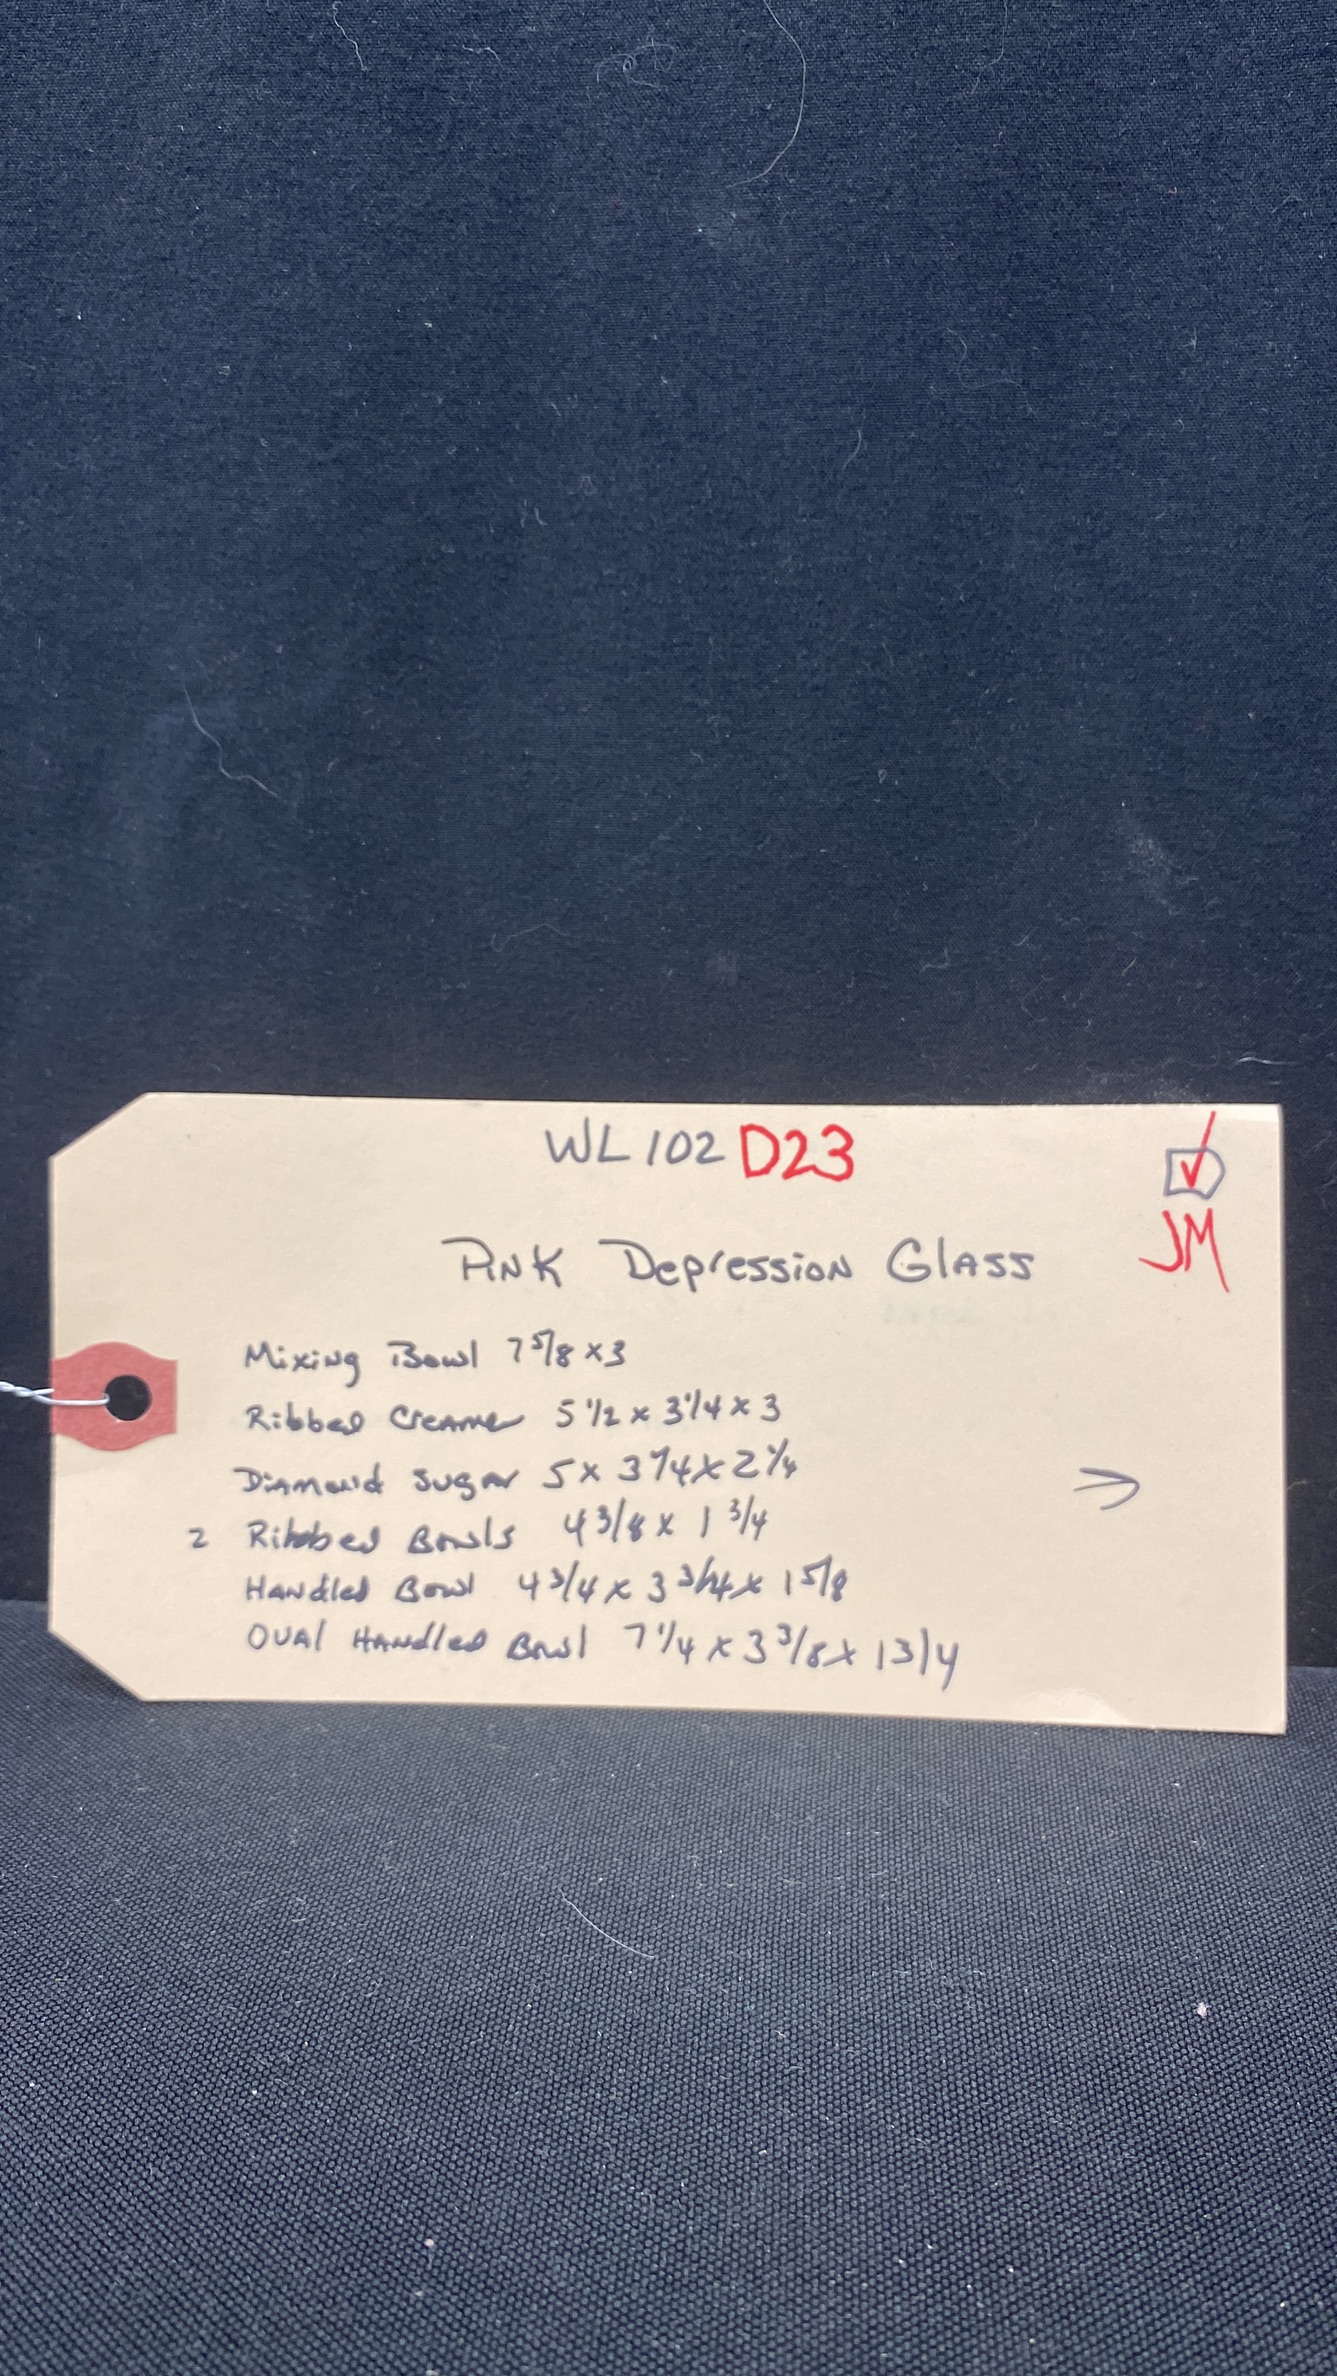 WL102 D23
JM
PINK Depression GLASS
Mixing Bowl 7 5/8 x 3
Ribbed Creamer 5 1/2 x 3 1/4 x 3
Diamond Sugar 5 x 3 1/4 x 2 1/4
2 Ribbed Bowls 4 3/8 x 1 3/4
Handled Bowl 4 3/4 x 3 3/4 x 1 5/8
OVAl HANdled Bowl 7 1/4 x 3 3/8 x 1 3/4